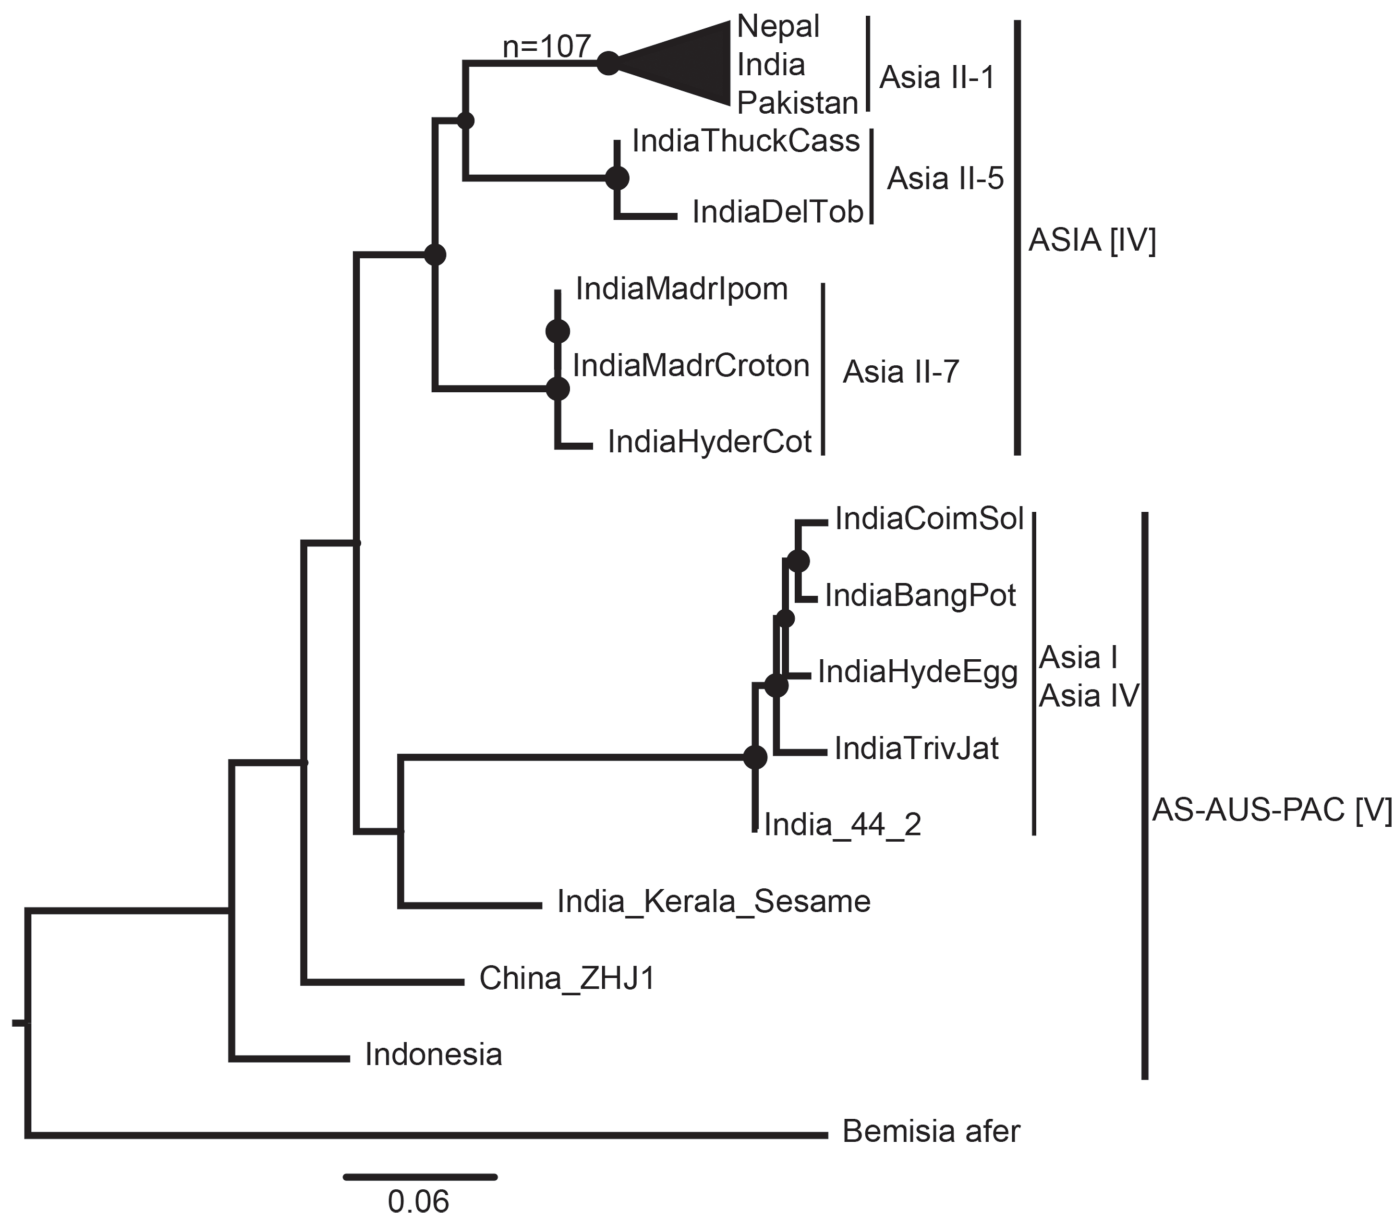 n=107
Nepal
India
Pakistan
Asia II-1
IndiaThuckCass
IndiaDelTob
Asia II-5
ASIA [IV]
IndiaMadrIpom
IndiaMadrCroton
IndiaHyderCot
Asia II-7
IndiaCoimSol
IndiaBangPot
IndiaHydeEgg
IndiaTrivJat
India_44_2
Asia I
Asia IV
AS-AUS-PAC [V]
India_Kerala_Sesame
China_ZHJ1
Indonesia
Bemisia afer
0.06